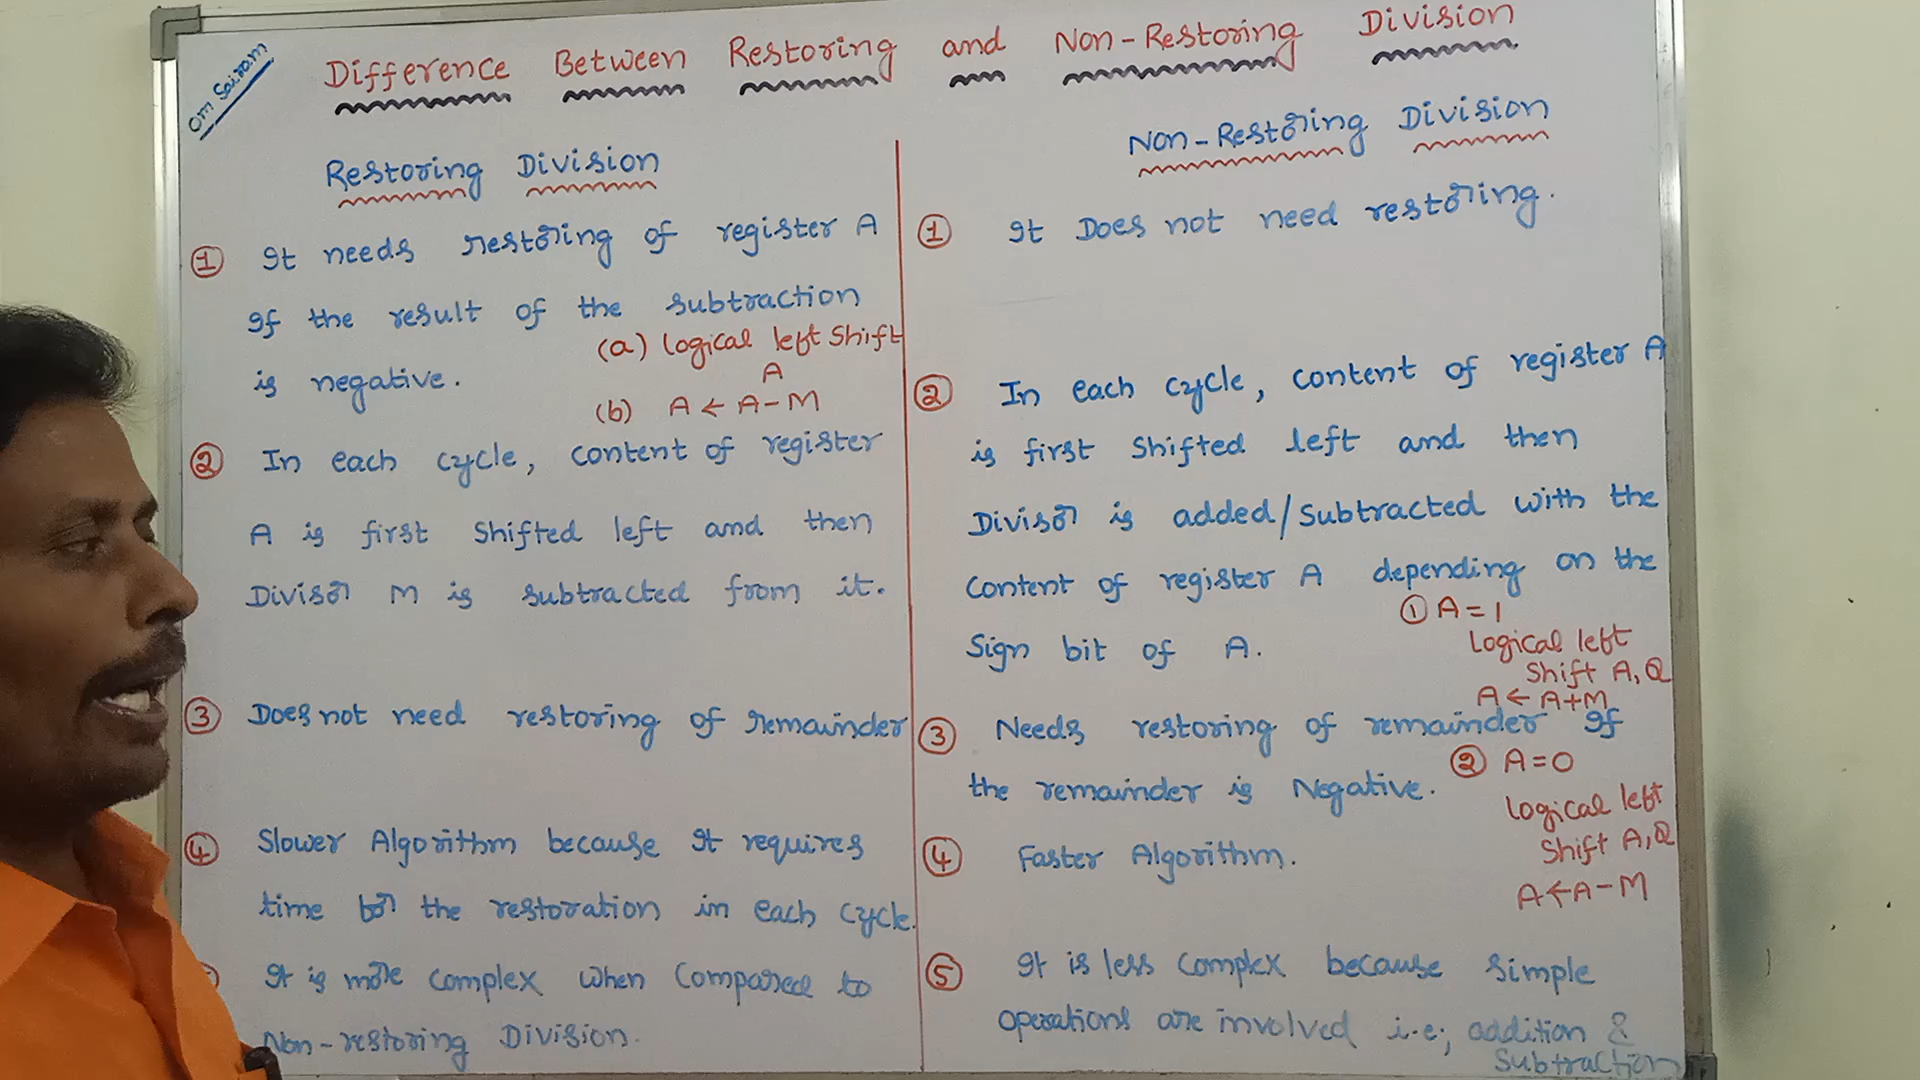 Om Sairam
Difference Between Restoring and Non-Restoring Division
Restoring Division
① It needs restoring of register A
If the result of the subtraction
is negative.
(a) Logical left Shift
A
(b) A ← A-M
② In each cycle, content of register
A is first Shifted left and then
Divisor M is subtracted from it.
③ Does not need restoring of remainder
④ Slower Algorithm because It requires
time for the restoration in each cycle.
It is more complex when Compared to
Non-restoring Division.
Non-Restoring Division
① It Does not need restoring.
② In each cycle, content of register A
is first Shifted left and then
Divisor is added/Subtracted with the
Content of register A depending on the
Sign bit of A.
① A=1
Logical left
Shift A,Q
A ← A+M
③ Needs restoring of remainder If
the remainder is Negative.
② A=0
Logical left
Shift A,Q
A←A-M
④ Faster Algorithm.
⑤ It is less Complex because Simple
operations are involved i.e; addition &
Subtraction